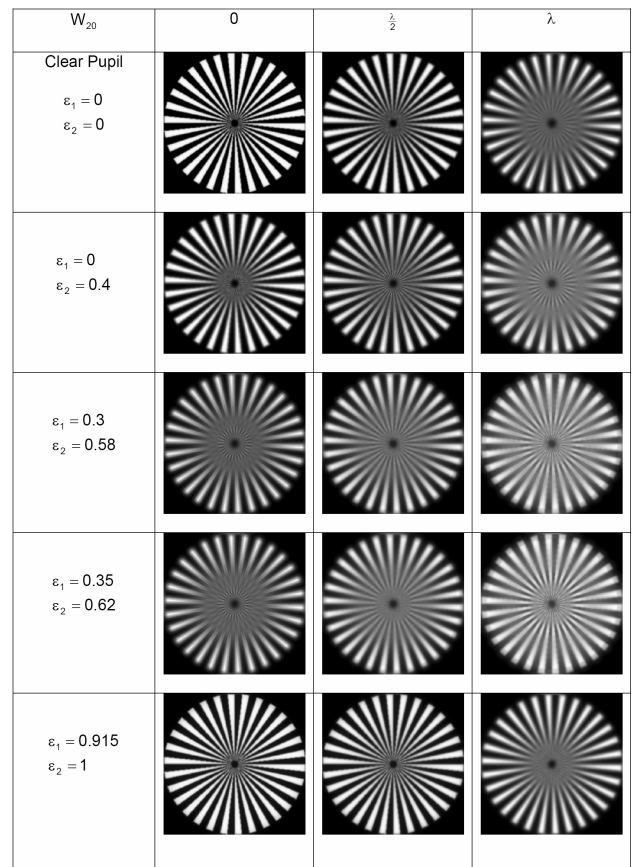 W₂₀ 0 λ/2 λ
Clear Pupil
ε₁ = 0
ε₂ = 0
ε₁ = 0
ε₂ = 0.4
ε₁ = 0.3
ε₂ = 0.58
ε₁ = 0.35
ε₂ = 0.62
ε₁ = 0.915
ε₂ = 1